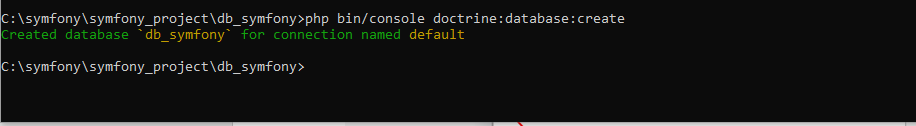 C:\symfony\symfony_project\db_symfony>php bin/console doctrine:database:create
Created database `db_symfony` for connection named default
C:\symfony\symfony_project\db_symfony>